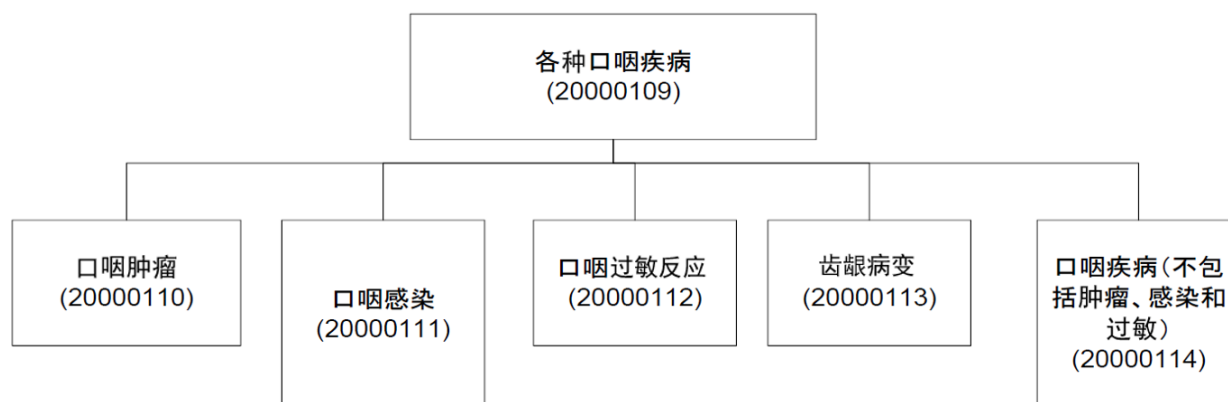 各种口咽疾病
(20000109)
口咽肿瘤
(20000110)
口咽感染
(20000111)
口咽过敏反应
(20000112)
齿龈病变
(20000113)
口咽疾病（不包
括肿瘤、感染和
过敏）
(20000114)